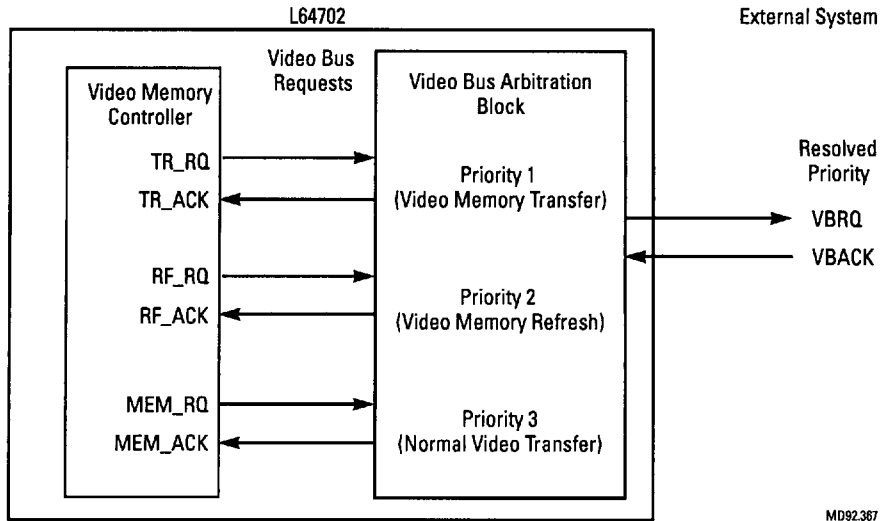 L64702
External System
Video Bus
Requests
Video Memory
Controller
Video Bus Arbitration
Block
TR_RQ
TR_ACK
Priority 1
(Video Memory Transfer)
Resolved
Priority
VBRQ
VBACK
RF_RQ
RF_ACK
Priority 2
(Video Memory Refresh)
MEM_RQ
MEM_ACK
Priority 3
(Normal Video Transfer)
MD92.367